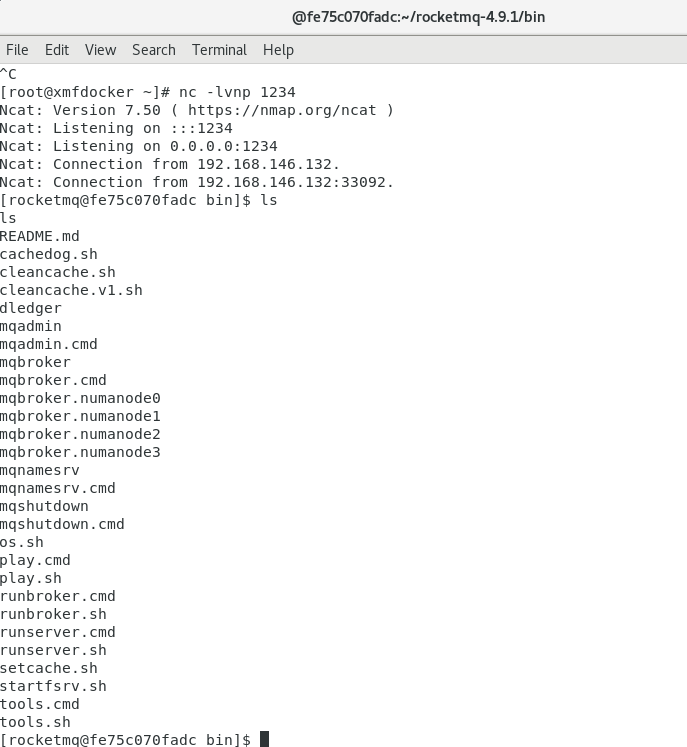 @fe75c070fadc:~/rocketmq-4.9.1/bin
File Edit View Search Terminal Help
^C
[root@xmfdocker ~]# nc -lvnp 1234
Ncat: Version 7.50 ( https://nmap.org/ncat )
Ncat: Listening on :::1234
Ncat: Listening on 0.0.0.0:1234
Ncat: Connection from 192.168.146.132.
Ncat: Connection from 192.168.146.132:33092.
[rocketmq@fe75c070fadc bin]$ ls
ls
README.md
cachedog.sh
cleancache.sh
cleancache.v1.sh
dledger
mqadmin
mqadmin.cmd
mqbroker
mqbroker.cmd
mqbroker.numanode0
mqbroker.numanode1
mqbroker.numanode2
mqbroker.numanode3
mqnamesrv
mqnamesrv.cmd
mqshutdown
mqshutdown.cmd
os.sh
play.cmd
play.sh
runbroker.cmd
runbroker.sh
runserver.cmd
runserver.sh
setcache.sh
startfsrv.sh
tools.cmd
tools.sh
[rocketmq@fe75c070fadc bin]$